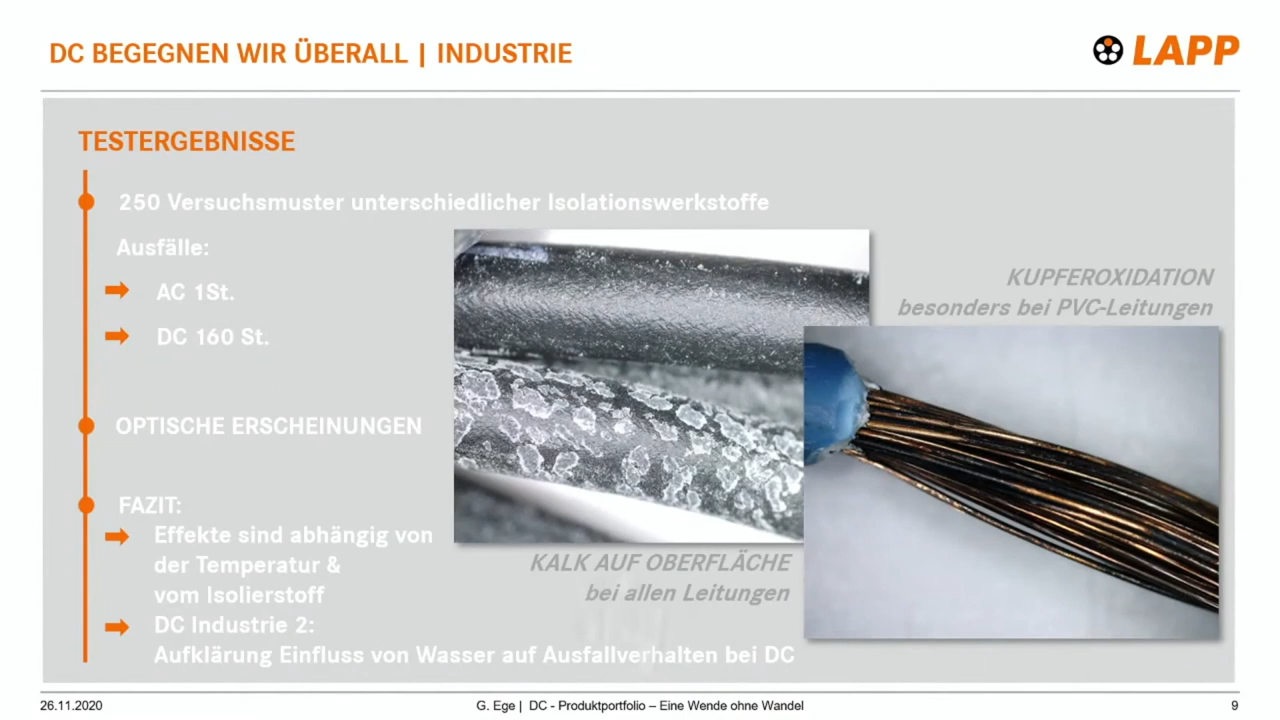 DC BEGEGNEN WIR ÜBERALL | INDUSTRIE
LAPP
TESTERGEBNISSE
250 Versuchsmuster unterschiedlicher Isolationswerkstoffe
Ausfälle:
AC 1St.
DC 160 St.
KUPFEROXIDATION
besonders bei PVC-Leitungen
OPTISCHE ERSCHEINUNGEN
KALK AUF OBERFLÄCHE
bei allen Leitungen
FAZIT:
Effekte sind abhängig von
der Temperatur &
vom Isolierstoff
DC Industrie 2:
Aufklärung Einfluss von Wasser auf Ausfallverhalten bei DC
26.11.2020
G. Ege | DC - Produktportfolio – Eine Wende ohne Wandel
9